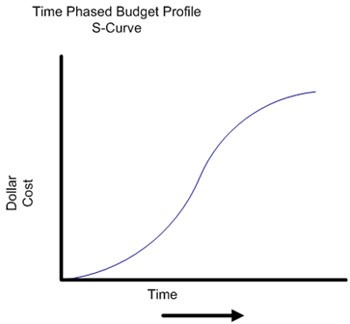 Time Phased Budget Profile
S-Curve
Dollar
Cost
Time